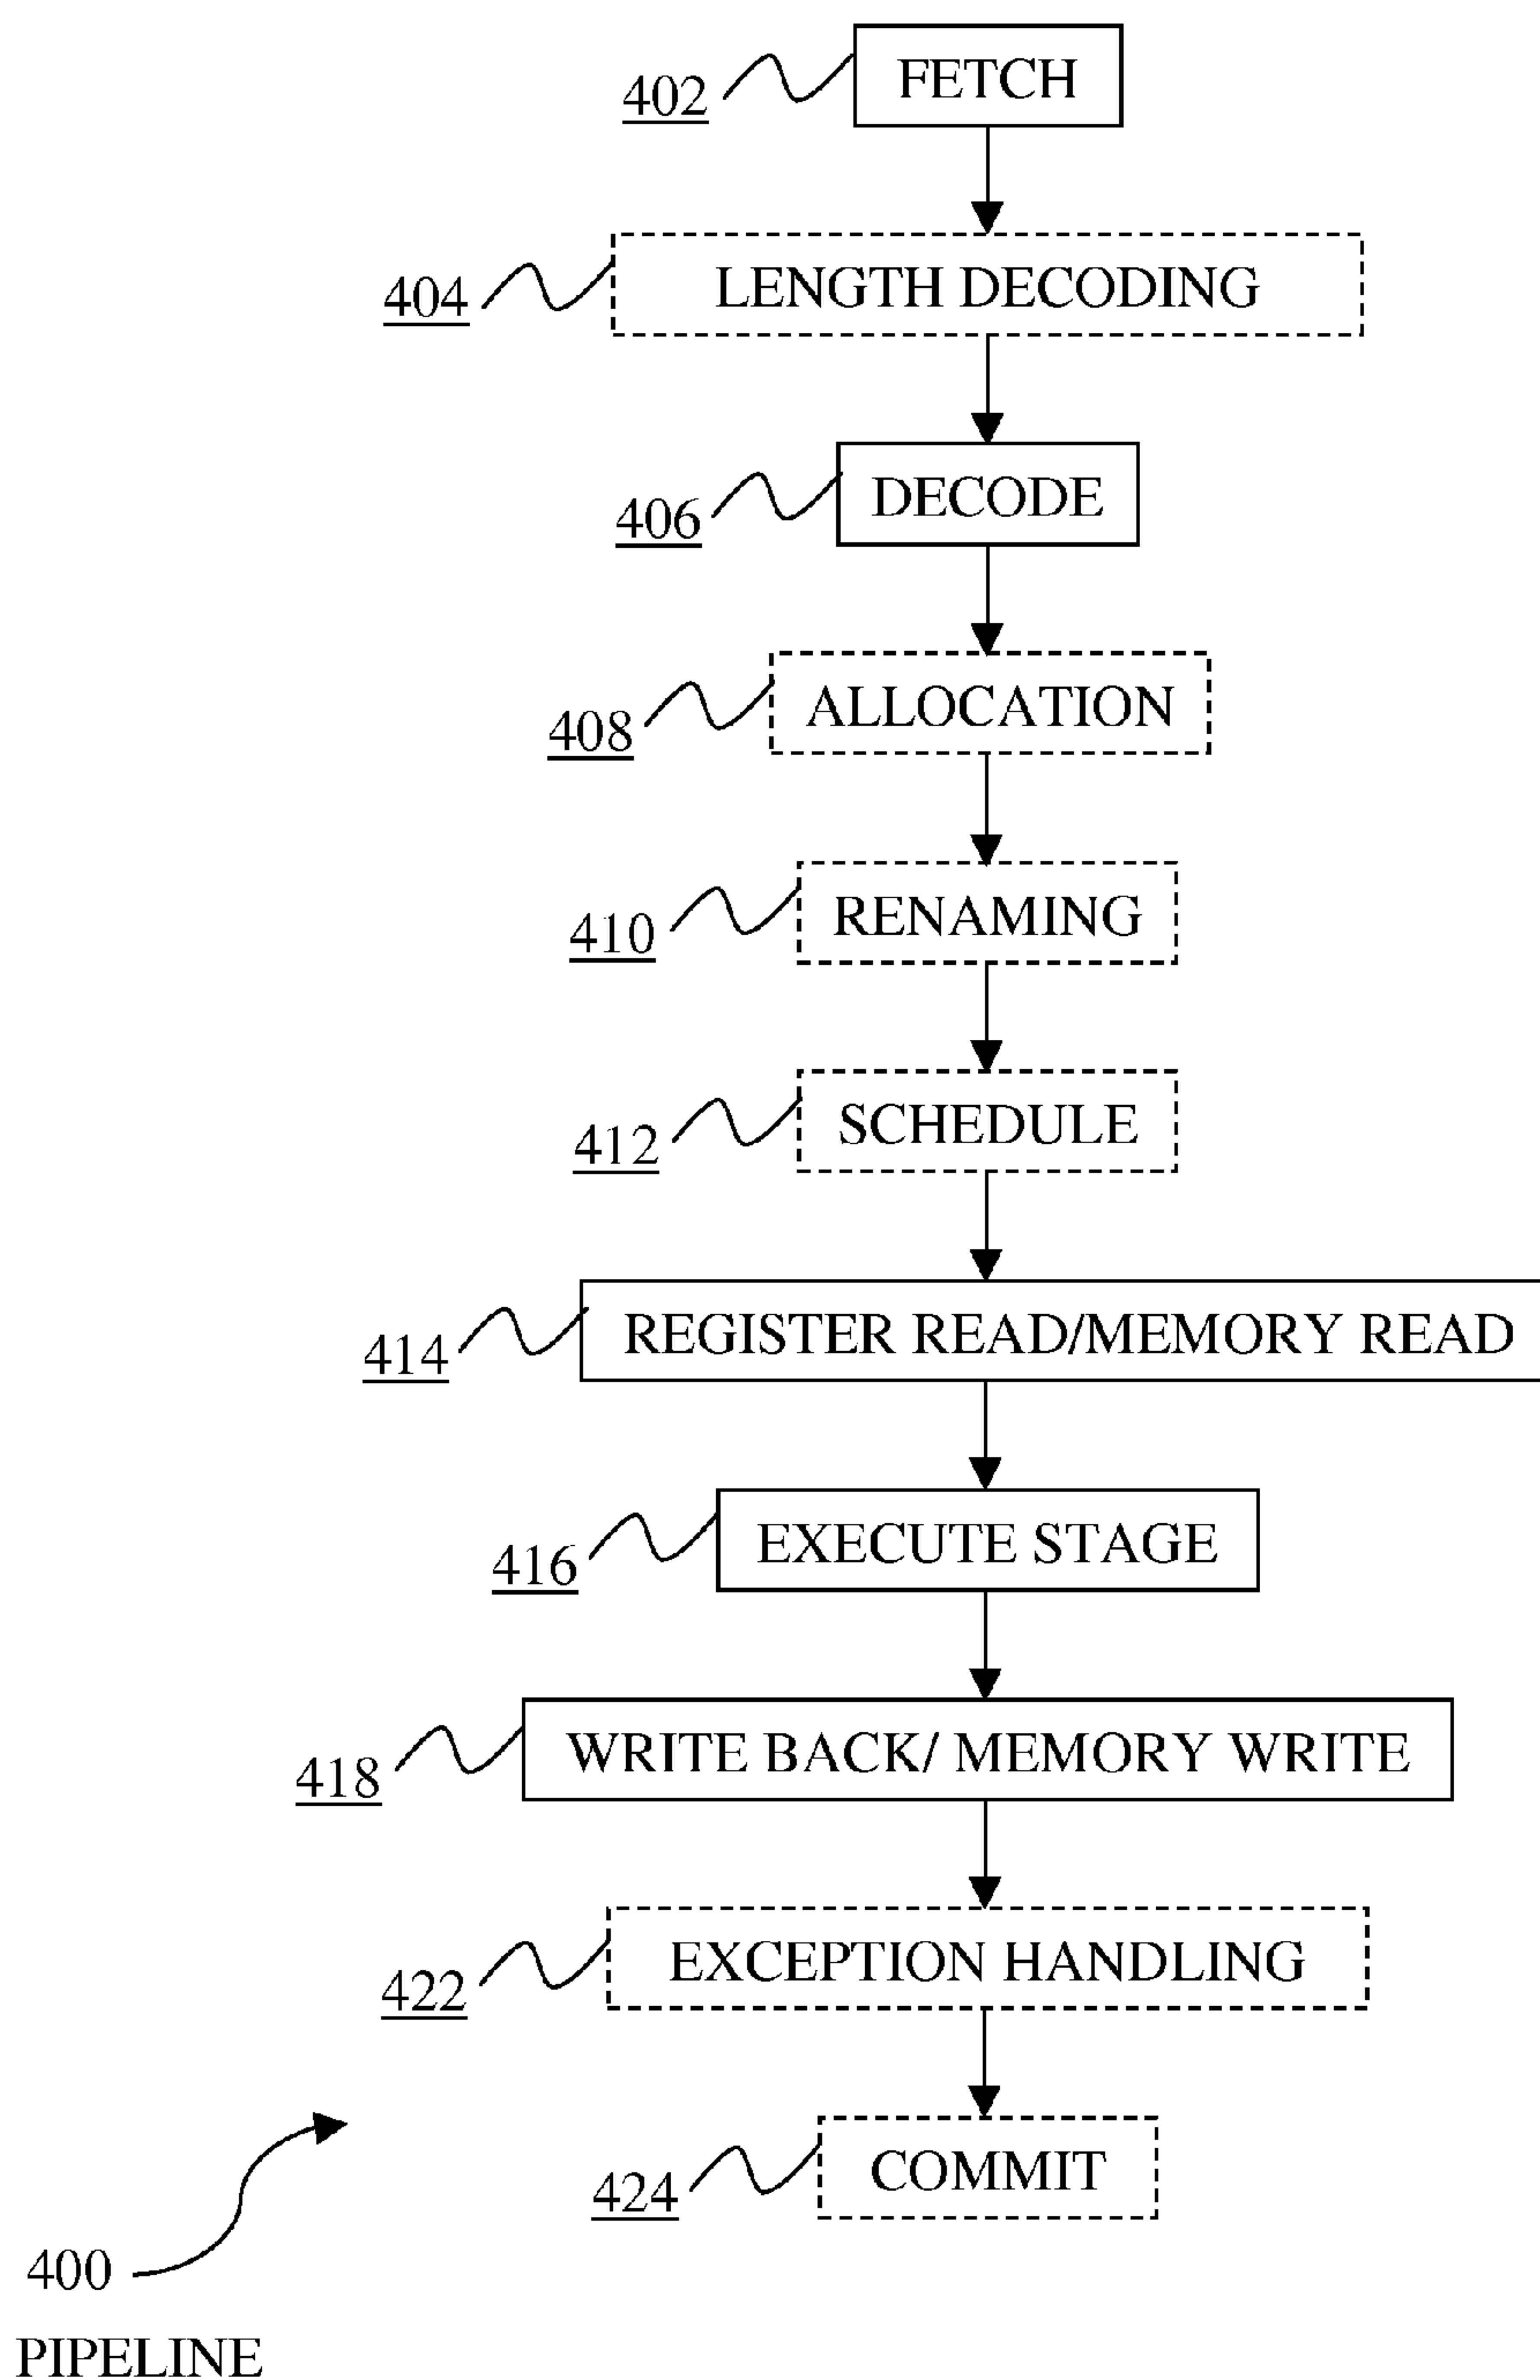 FETCH
402
LENGTH DECODING
404
DECODE
406
ALLOCATION
408
RENAMING
410
SCHEDULE
412
REGISTER READ/MEMORY READ
414
EXECUTE STAGE
416
WRITE BACK/ MEMORY WRITE
418
EXCEPTION HANDLING
422
COMMIT
424
400
PIPELINE